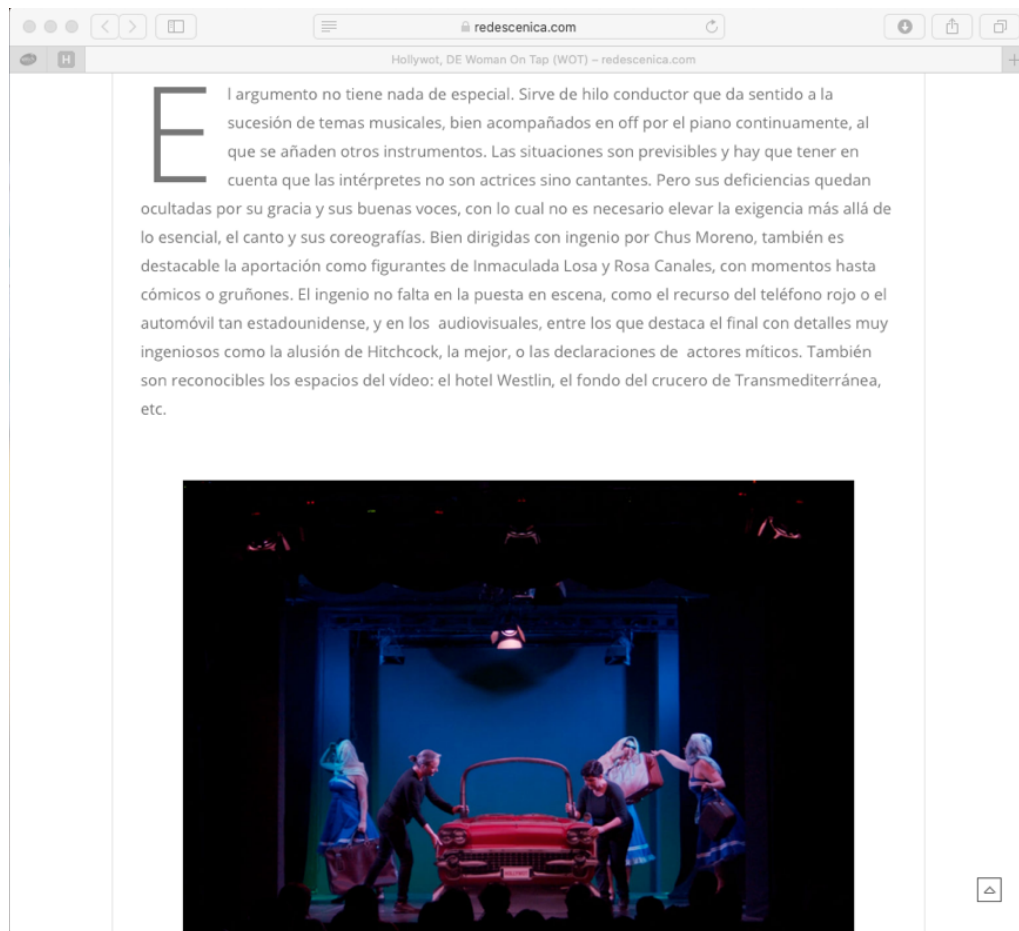 redescenica.com
H
Hollywot, DE Woman On Tap (WOT) – redescenica.com
El argumento no tiene nada de especial. Sirve de hilo conductor que da sentido a la
sucesión de temas musicales, bien acompañados en off por el piano continuamente, al
que se añaden otros instrumentos. Las situaciones son previsibles y hay que tener en
cuenta que las intérpretes no son actrices sino cantantes. Pero sus deficiencias quedan
ocultadas por su gracia y sus buenas voces, con lo cual no es necesario elevar la exigencia más allá de
lo esencial, el canto y sus coreografías. Bien dirigidas con ingenio por Chus Moreno, también es
destacable la aportación como figurantes de Inmaculada Losa y Rosa Canales, con momentos hasta
cómicos o gruñones. El ingenio no falta en la puesta en escena, como el recurso del teléfono rojo o el
automóvil tan estadounidense, y en los  audiovisuales, entre los que destaca el final con detalles muy
ingeniosos como la alusión de Hitchcock, la mejor, o las declaraciones de  actores míticos. También
son reconocibles los espacios del vídeo: el hotel Westlin, el fondo del crucero de Transmediterránea,
etc.
HOLLYWOT